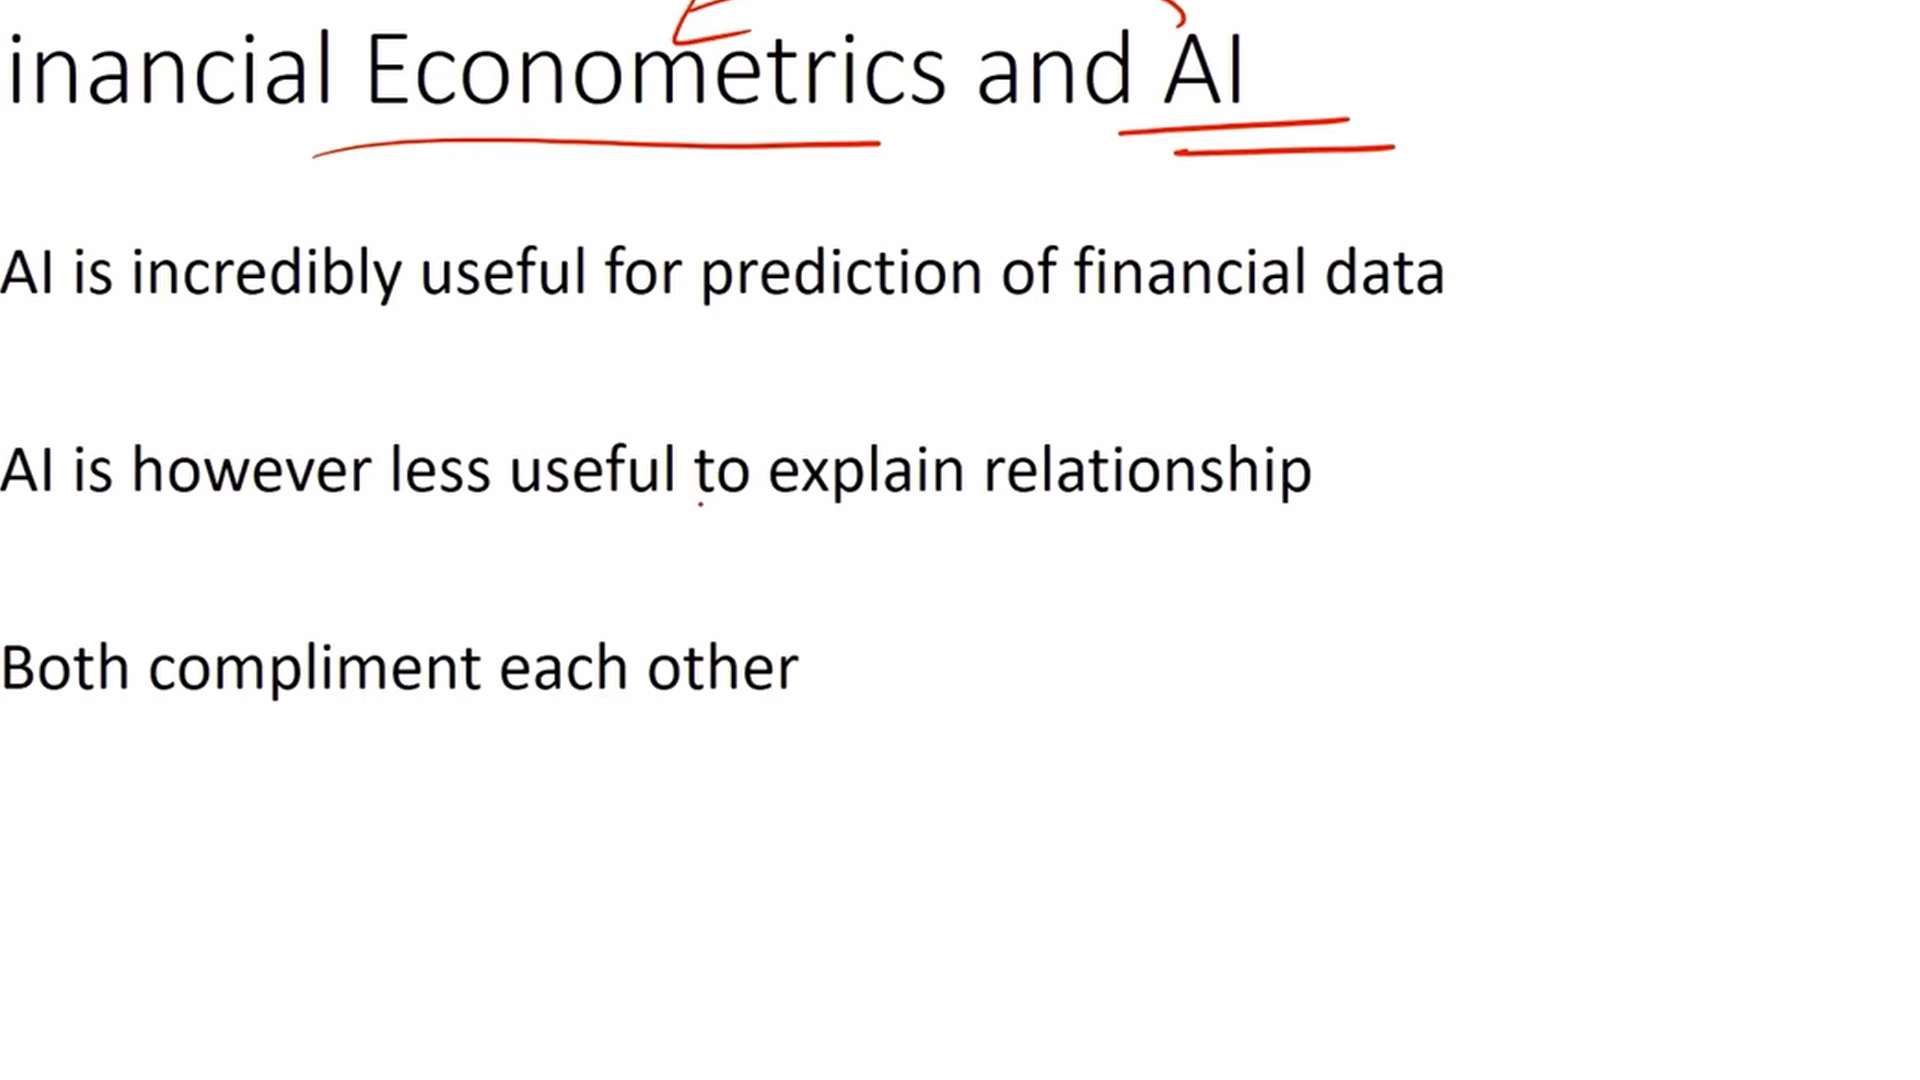 inancial Econometrics and AI
AI is incredibly useful for prediction of financial data
AI is however less useful to explain relationship
Both compliment each other